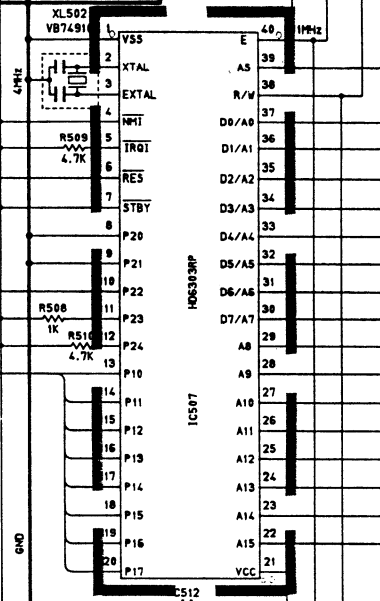 XL502
VB7491
4MHz
1 VSS
2 XTAL
3 EXTAL
4 NMI
R509
4.7K
5 IRQ1
6 RES
7 STBY
8 P20
9 P21
10 P22
R508
1K
11 P23
R510
4.7K
12 P24
13 P10
14 P11
15 P12
16 P13
17 P14
18 P15
19 P16
20 P17
GND
HD6303RP
IC507
E 40 1MHz
AS 39
R/W 38
D0/A0 37
D1/A1 36
D2/A2 35
D3/A3 34
D4/A4 33
D5/A5 32
D6/A6 31
D7/A7 30
A8 29
A9 28
A10 27
A11 26
A12 25
A13 24
A14 23
A15 22
VCC 21
C512